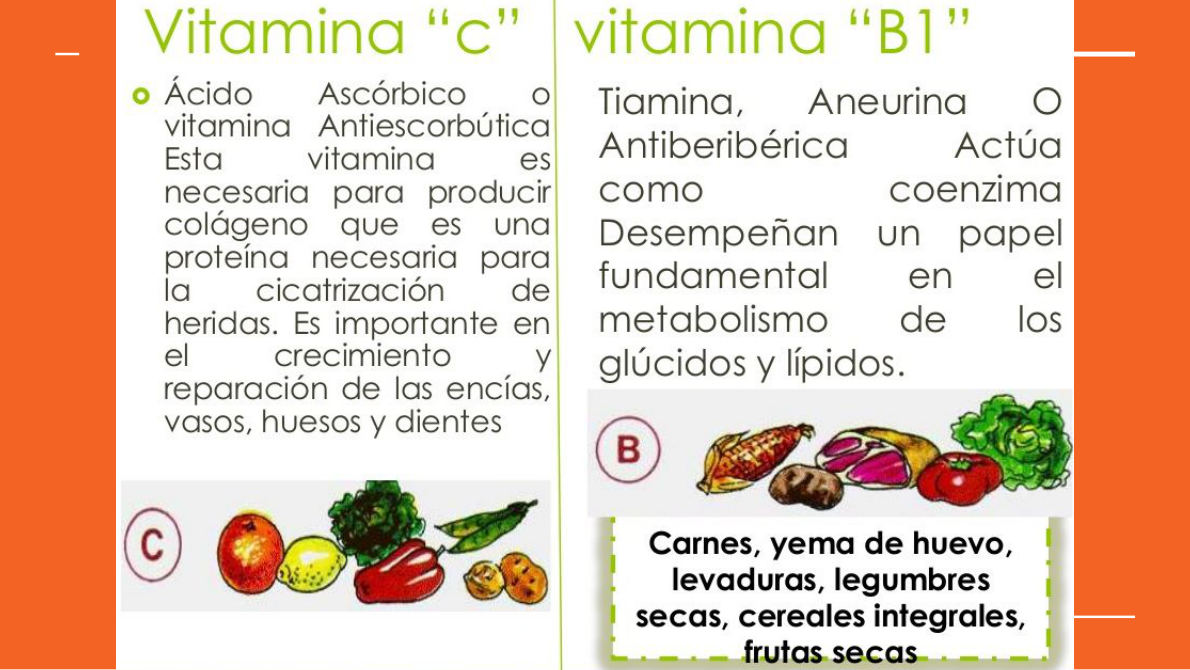 Vitamina “c”
Ácido Ascórbico o
vitamina Antiescorbútica
Esta vitamina es
necesaria para producir
colágeno que es una
proteína necesaria para
la cicatrización de
heridas. Es importante en
el crecimiento y
reparación de las encías,
vasos, huesos y dientes
C
vitamina “B1”
Tiamina, Aneurina O
Antiberibérica Actúa
como coenzima
Desempeñan un papel
fundamental en el
metabolismo de los
glúcidos y lípidos.
B
Carnes, yema de huevo,
levaduras, legumbres
secas, cereales integrales,
frutas secas